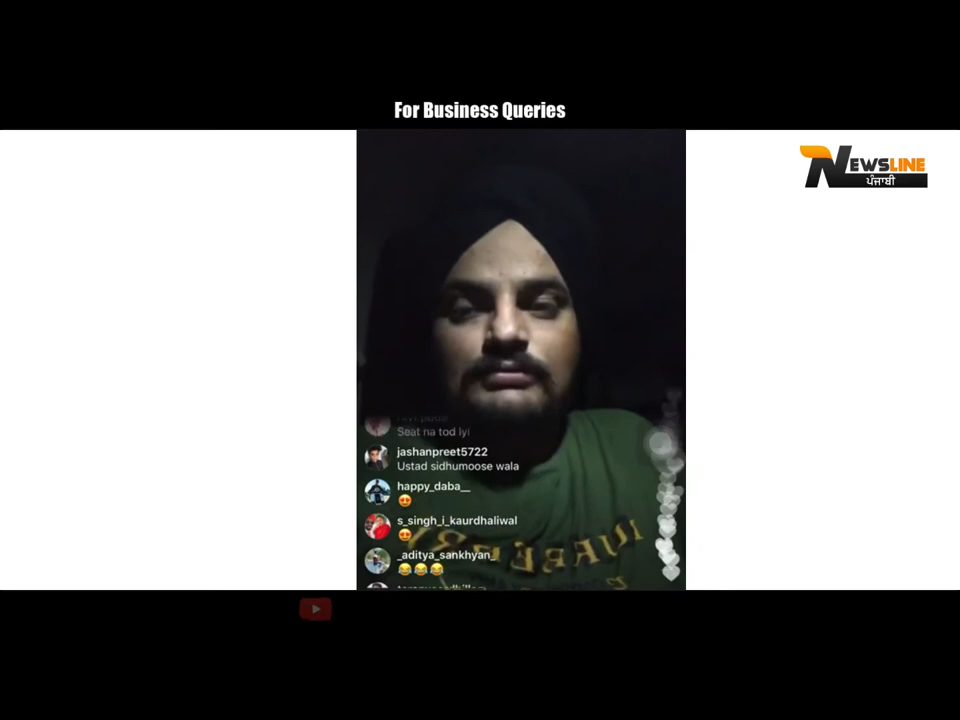 For Business Queries
NEWSLINE
ਪੰਜਾਬੀ
Seat na tod lyi
jashanpreet5722
Ustad sidhumoose wala
happy_daba__
😍
s_singh_i_kaurdhaliwal
😍
_aditya_sankhyan_
😂😂😂